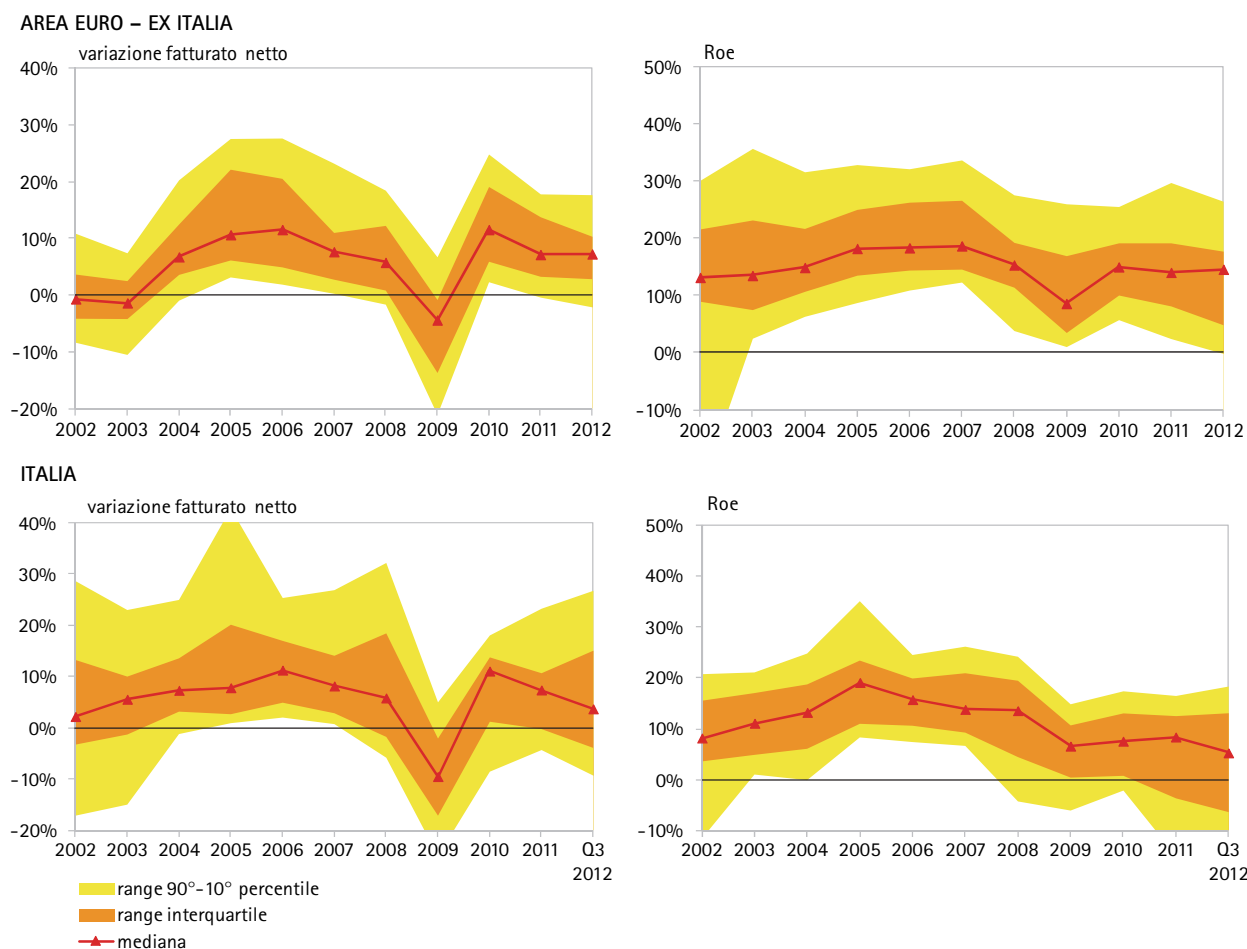 AREA EURO – EX ITALIA
variazione fatturato netto
40%
30%
20%
10%
0%
-10%
-20%
2002 2003 2004 2005 2006 2007 2008 2009 2010 2011 2012
Roe
50%
40%
30%
20%
10%
0%
-10%
2002 2003 2004 2005 2006 2007 2008 2009 2010 2011 2012
ITALIA
variazione fatturato netto
40%
30%
20%
10%
0%
-10%
-20%
2002 2003 2004 2005 2006 2007 2008 2009 2010 2011 Q3
2012
Roe
50%
40%
30%
20%
10%
0%
-10%
2002 2003 2004 2005 2006 2007 2008 2009 2010 2011 Q3
2012
range 90°-10° percentile
range interquartile
mediana